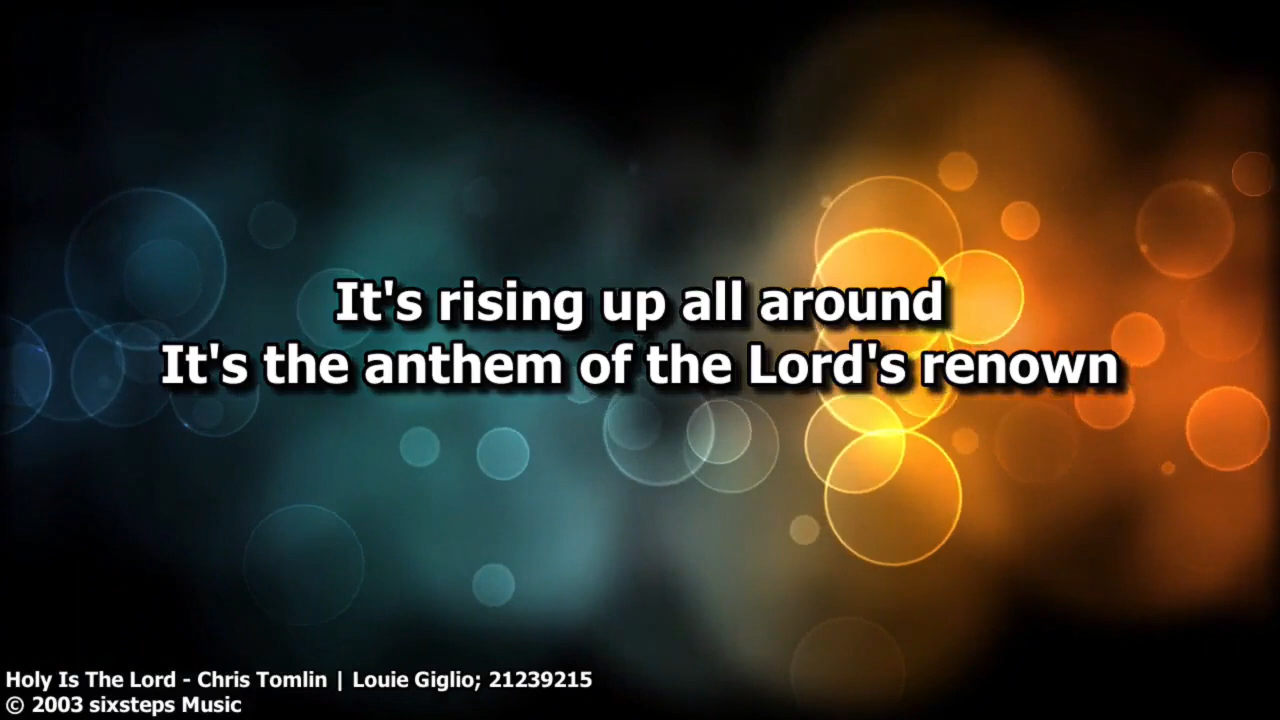 It's rising up all around
It's the anthem of the Lord's renown
Holy Is The Lord - Chris Tomlin | Louie Giglio; 21239215
© 2003 sixsteps Music